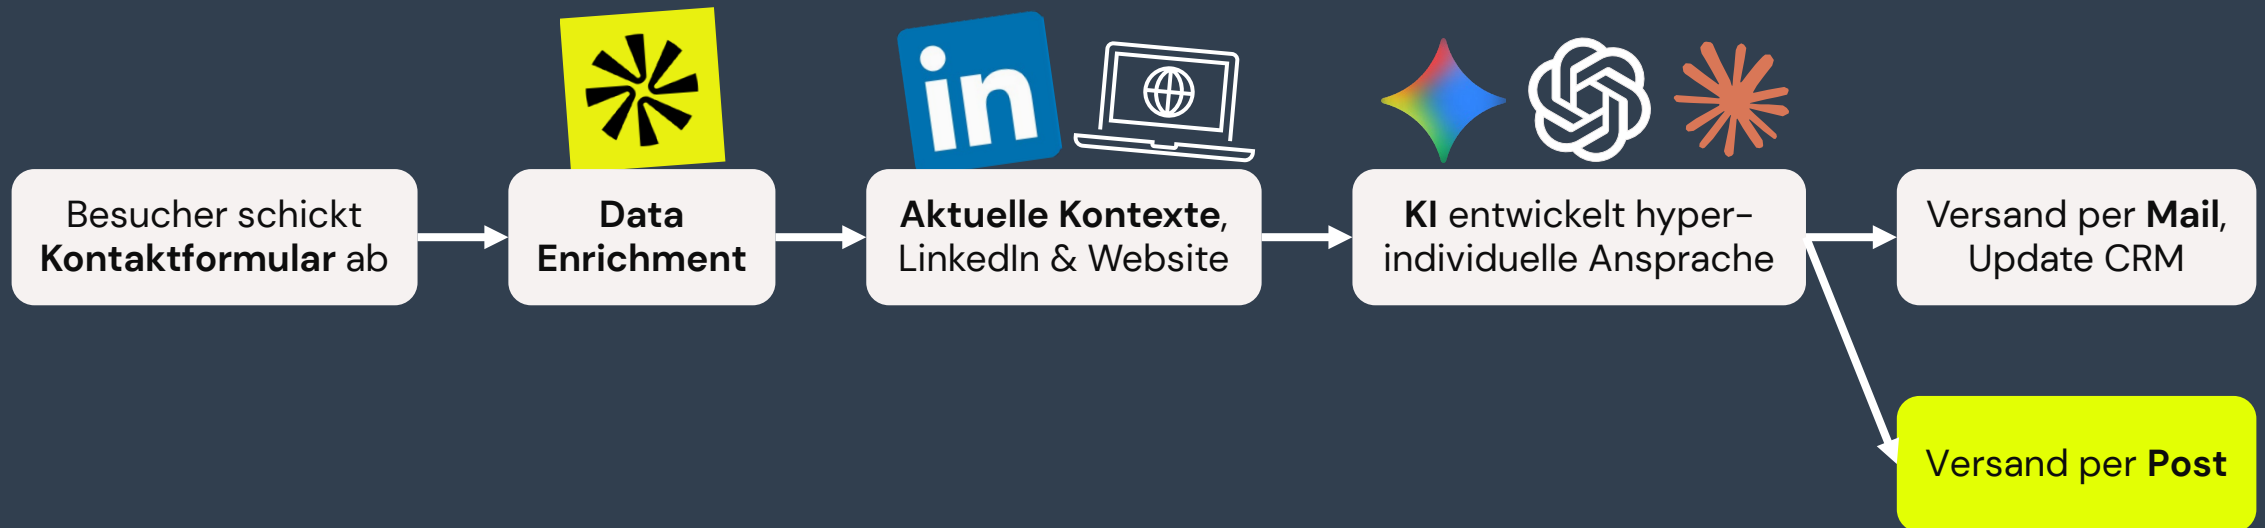 in
Besucher schickt
Kontaktformular ab
Data
Enrichment
Aktuelle Kontexte,
LinkedIn & Website
KI entwickelt hyper-
individuelle Ansprache
Versand per Mail,
Update CRM
Versand per Post